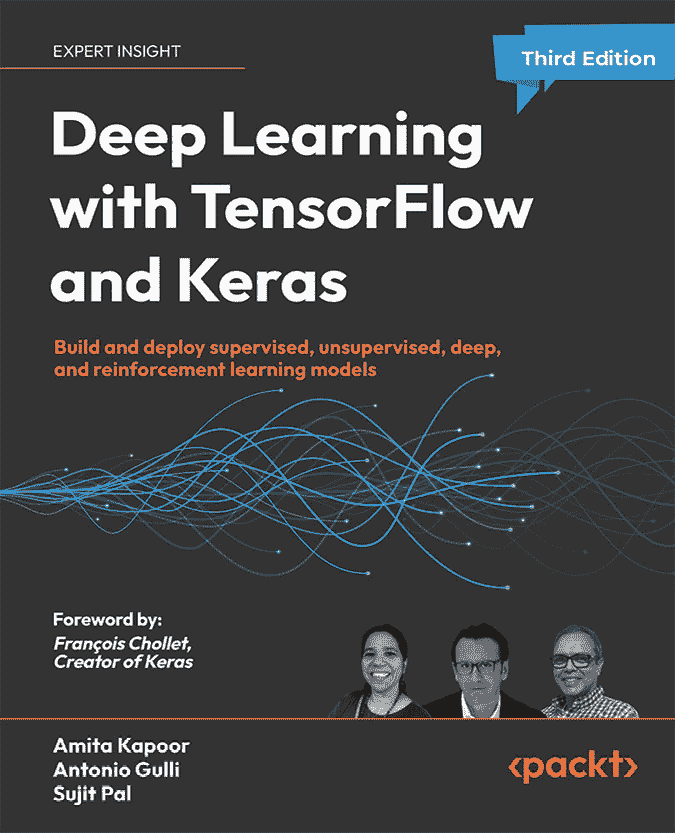 EXPERT INSIGHT
Third Edition
Deep Learning
with TensorFlow
and Keras
Build and deploy supervised, unsupervised, deep,
and reinforcement learning models
Foreword by:
François Chollet,
Creator of Keras
Amita Kapoor
Antonio Gulli
Sujit Pal
<packt>